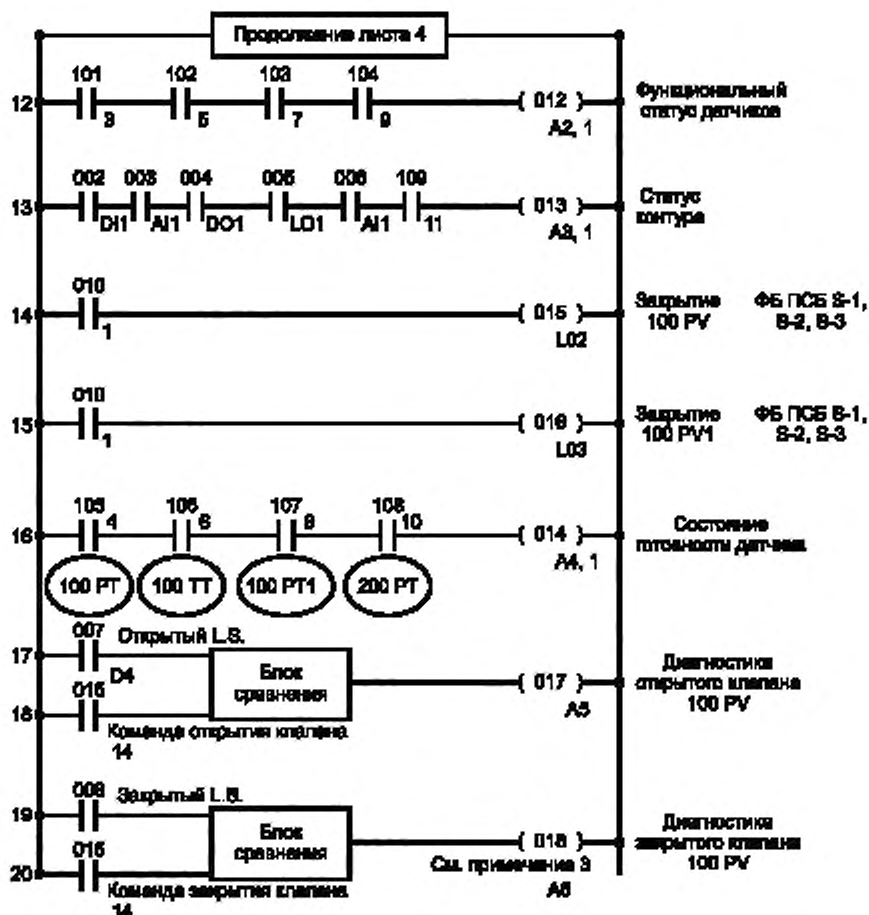 Продолжение листа 4
101 102 103 104
12 3 5 7 9 ( 012 ) Функциональный
A2, 1 статус датчиков
002 003 004 005 006 109
13 DI1 AI1 DO1 LO1 AI1 11 ( 013 ) Статус
A3, 1 контура
010
14 1 ( 015 ) Закрытие ФБ ПСБ S-1,
L02 100 PV S-2, S-3
010
15 1 ( 016 ) Закрытие ФБ ПСБ S-1,
L03 100 PV1 S-2, S-3
105 106 107 108
16 4 6 8 10 ( 014 ) Состояние
A4, 1 готовности датчика
100 PT 100 TT 100 PT1 200 PT
007 Открытый L.S.
17 D4 Блок сравнения ( 017 ) Диагностика
A5 открытого клапана
100 PV
015
18 Команда открытия клапана
14
008 Закрытый L.S.
19 Блок сравнения ( 018 ) Диагностика
См. примечание 3 закрытого клапана
A6 100 PV
015
20 Команда закрытия клапана
14